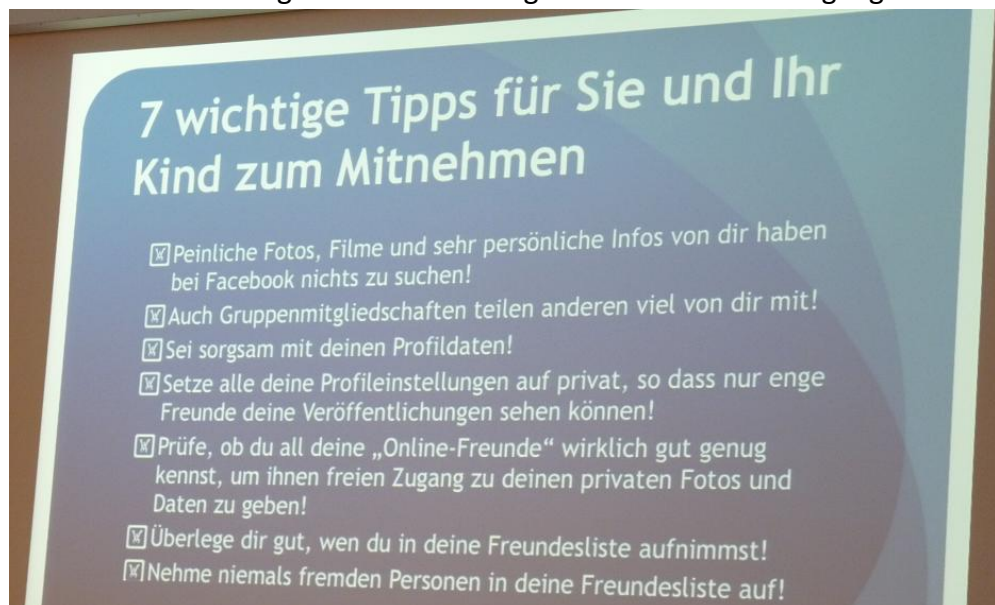 7 wichtige Tipps für Sie und Ihr
Kind zum Mitnehmen
Peinliche Fotos, Filme und sehr persönliche Infos von dir haben
bei Facebook nichts zu suchen!
Auch Gruppenmitgliedschaften teilen anderen viel von dir mit!
Sei sorgsam mit deinen Profildaten!
Setze alle deine Profileinstellungen auf privat, so dass nur enge
Freunde deine Veröffentlichungen sehen können!
Prüfe, ob du all deine „Online-Freunde“ wirklich gut genug
kennst, um ihnen freien Zugang zu deinen privaten Fotos und
Daten zu geben!
Überlege dir gut, wen du in deine Freundesliste aufnimmst!
Nehme niemals fremden Personen in deine Freundesliste auf!